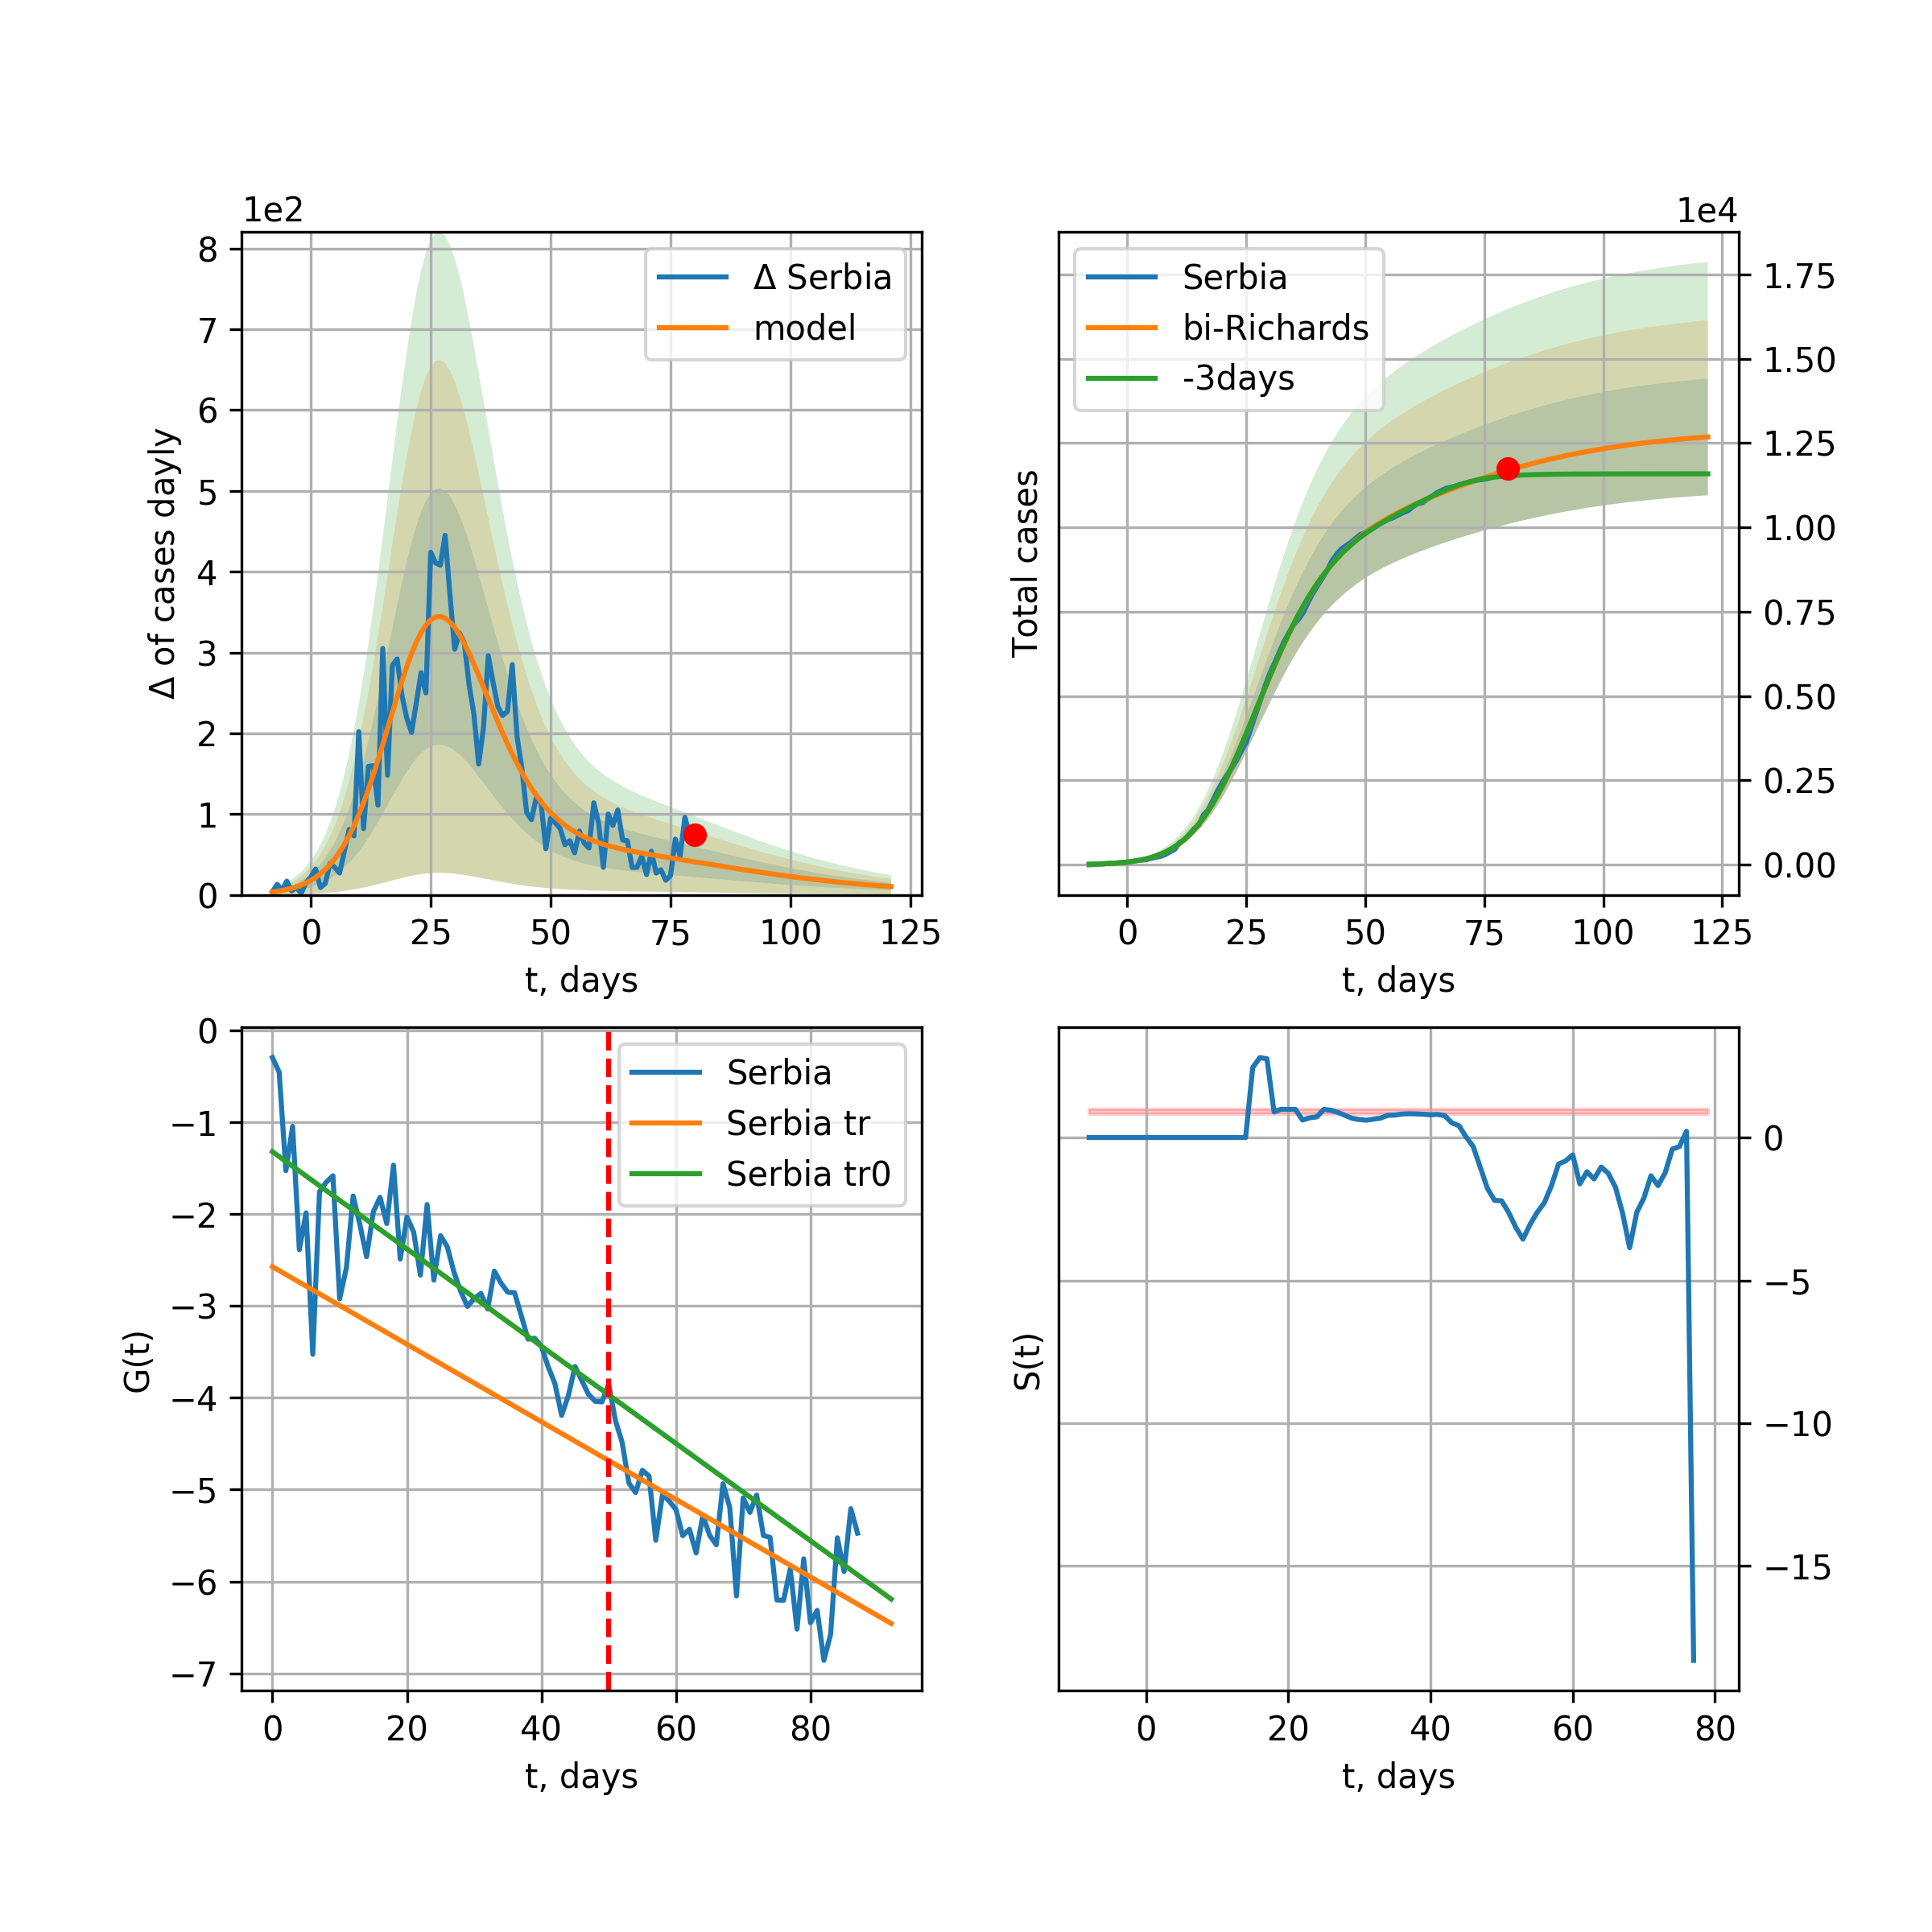 1e2
8
7
6
5
4
3
2
1
0
Δ of cases dayly
Δ Serbia
model
0 25 50 75 100 125
t, days
1e4
Total cases
Serbia
bi-Richards
-3days
1.75
1.50
1.25
1.00
0.75
0.50
0.25
0.00
0 25 50 75 100 125
t, days
0
−1
−2
−3
−4
−5
−6
−7
G(t)
Serbia
Serbia tr
Serbia tr0
0 20 40 60 80
t, days
S(t)
0
−5
−10
−15
0 20 40 60 80
t, days